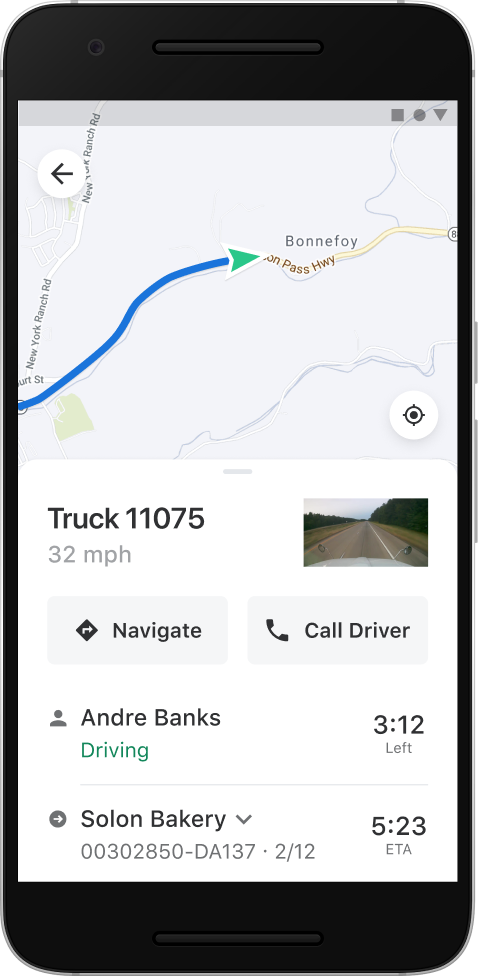 New York Ranch Rd
Bonnefoy
on Pass Hwy
8
New York Ranch Rd
ourt St
Truck 11075
32 mph
Navigate
Call Driver
Andre Banks
3:12
Driving
Left
Solon Bakery
5:23
00302850-DA137 · 2/12
ETA